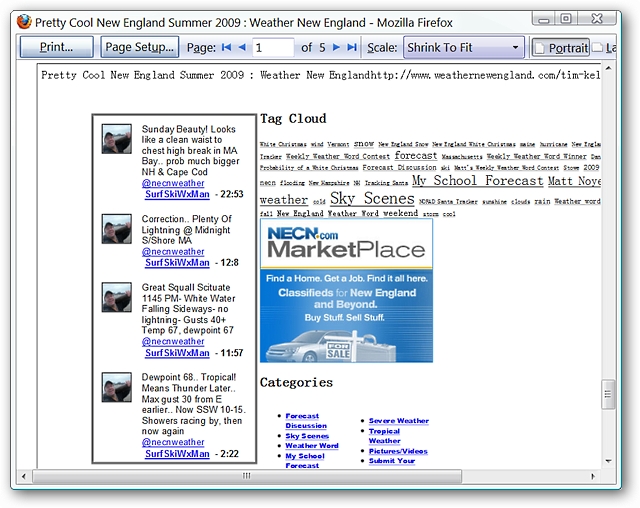 Pretty Cool New England Summer 2009 : Weather New England - Mozilla Firefox
Print... Page Setup... Page: 1 of 5 Scale: Shrink To Fit Portrait La
Pretty Cool New England Summer 2009 : Weather New Englandhttp://www.weathernewengland.com/tim-kel
Sunday Beauty! Looks
like a clean waist to
chest high break in MA
Bay.. prob much bigger
NH & Cape Cod
@necnweather
SurfSkiWxMan - 22:53
Correction.. Plenty Of
Lightning @ Midnight
S/Shore MA
@necnweather
SurfSkiWxMan - 12:8
Great Squall Scituate
1145 PM- White Water
Falling Sideways- no
lightning- Gusts 40+
Temp 67, dewpoint 67
SurfSkiWxMan - 11:57
Dewpoint 68.. Tropical!
Means Thunder Later..
Max gust 30 from E
earlier.. Now SSW 10-15.
Showers racing by, then
now again
@necnweather
SurfSkiWxMan - 2:22
Tag Cloud
White Christmas wind Vermont snow New England Snow New England White Christmas maine hurricane New Englan
Tracker Weekly Weather Word Contest forecast Massachusetts Weekly Weather Word Winner Dan
Probability of a White Christmas Forecast Discussion ski Matt's Weekly Weather Word Contest Stowe 2009
necn flooding New Hampshire NH Tracking Santa My School Forecast Matt Noye
weather cold Sky Scenes NORAD Santa Tracker sunshine clouds rain Weather word
fall New England Weather Word weekend storm cool
NECN.com
MarketPlace
Find a Home. Get a Job. Find it all here.
Classifieds for New England
and Beyond.
Buy Stuff. Sell Stuff.
FOR
SALE
Categories
Forecast
Discussion
Sky Scenes
Weather Word
My School
Forecast
Severe Weather
Tropical
Weather
Pictures/Videos
Submit Your